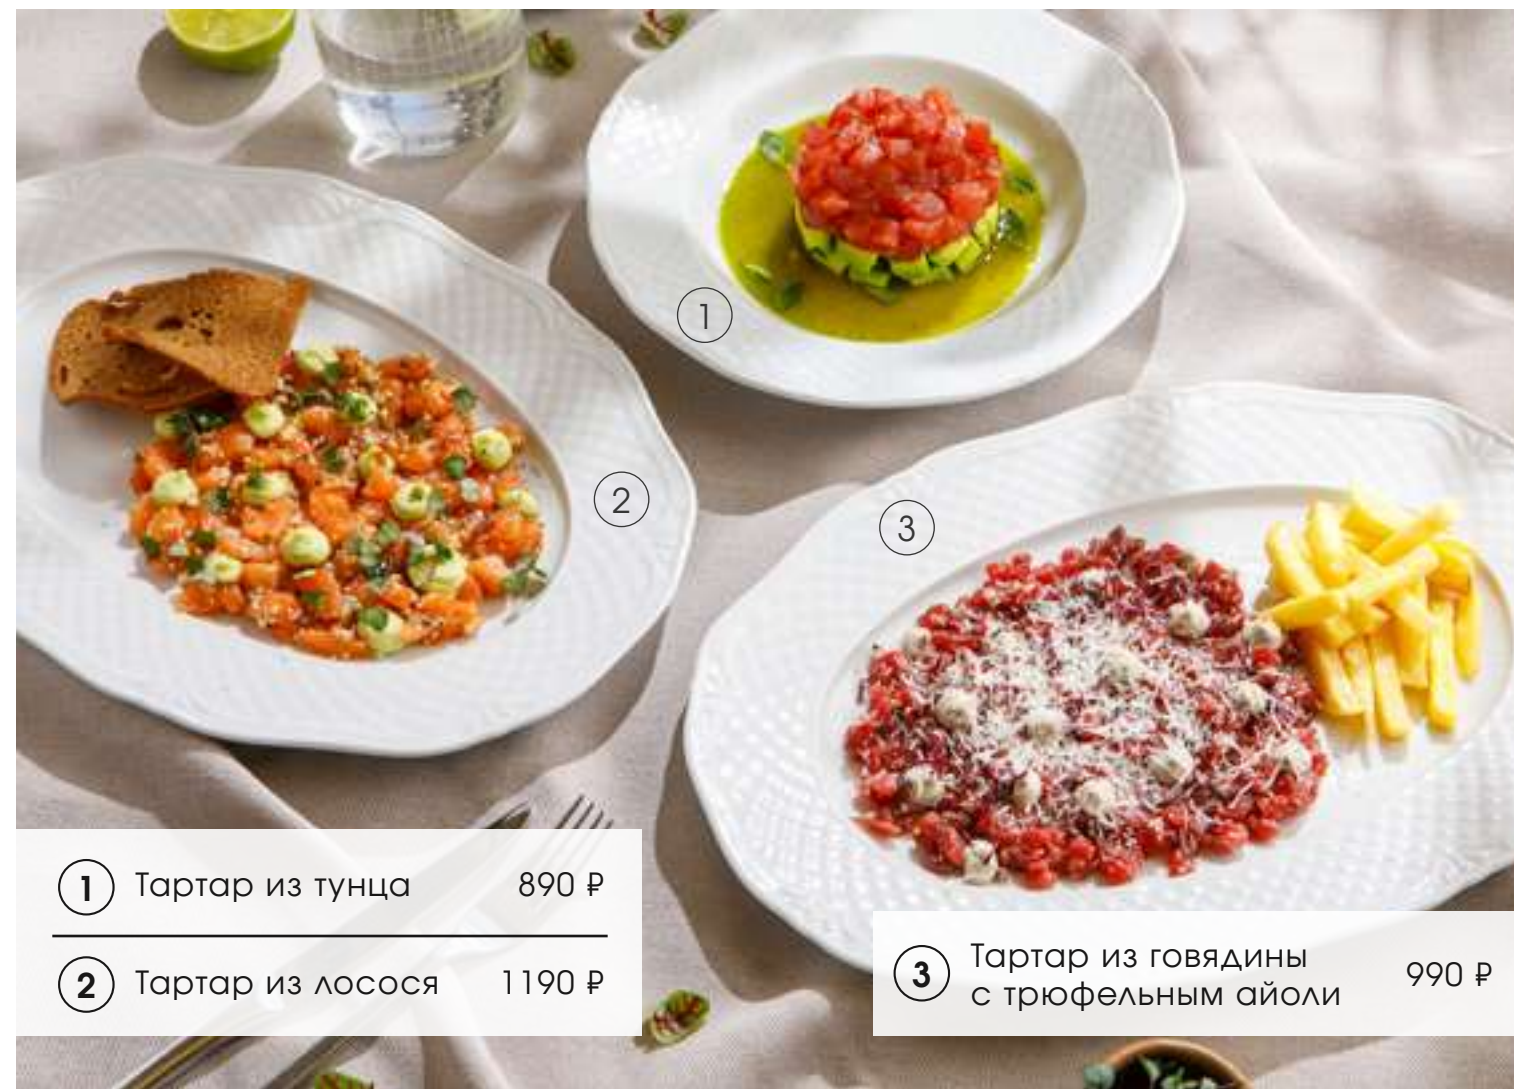 1
2
3
1 Тартар из тунца 890 ₽
2 Тартар из лосося 1190 ₽
3 Тартар из говядины
с трюфельным айоли 990 ₽